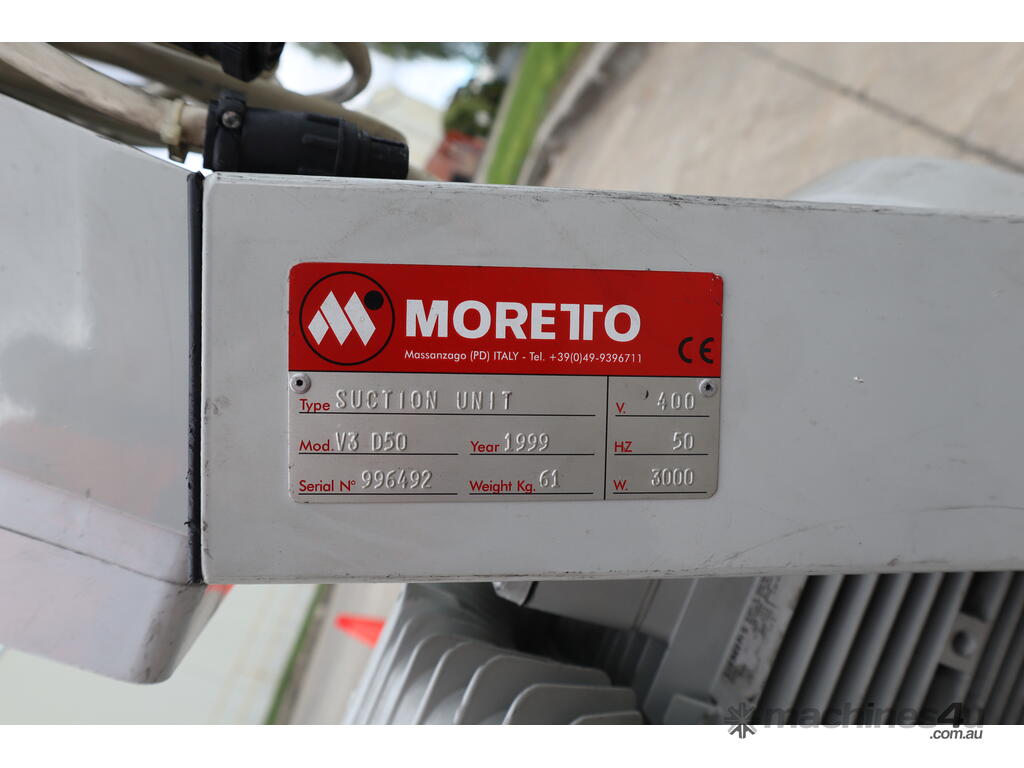 MORETTO
Massanzago (PD) ITALY - Tel. +39(0)49-9396711
CE
Type SUCTION UNIT
V. 400
Mod. V3 D50 Year 1999
HZ 50
Serial N° 996492 Weight Kg. 61
W. 3000
machines4u
.com.au